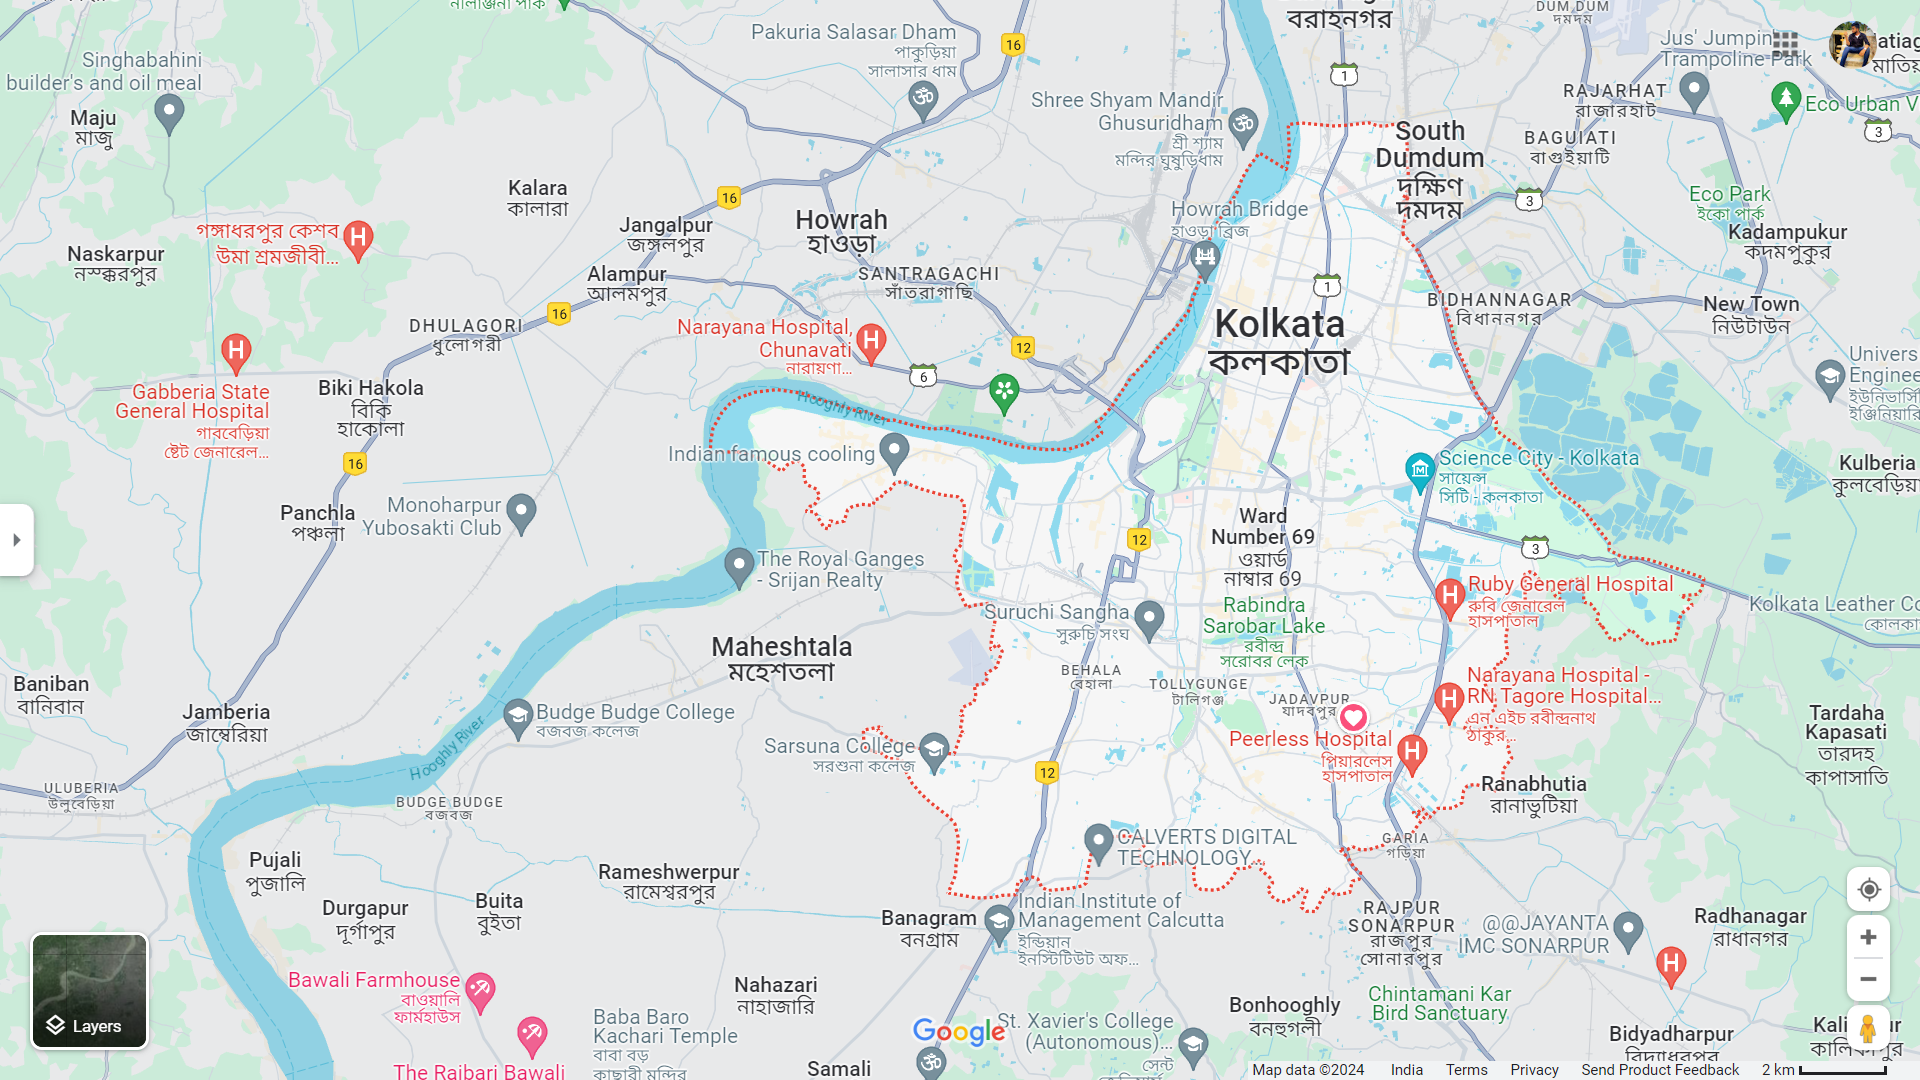 বরাহনগর
DUM DUM
দমদম
Pakuria Salasar Dham
পাকুড়িয়া
সালাসার ধাম
16
1
Jus' Jumpin
Trampoline Park
Singhabahini
builder's and oil meal
Maju
মাজু
RAJARHAT
রাজারহাট
Eco Urban V
3
Shree Shyam Mandir
Ghusuridham
শ্রী শ্যাম
মন্দির ঘুষুড়িধাম
South
Dumdum
দক্ষিণ
দমদম
BAGUIATI
বাগুইয়াটি
3
Kalara
কালারা
16
Jangalpur
জঙ্গলপুর
Howrah
হাওড়া
Howrah Bridge
হাওড়া ব্রিজ
Eco Park
ইকো পার্ক
Kadampukur
কদমপুকুর
গঙ্গাধরপুর কেশব
উমা শ্রমজীবী...
H
Naskarpur
নস্ক্করপুর
Alampur
আলমপুর
SANTRAGACHI
সাঁতরাগাছি
1
BIDHANNAGAR
বিধাননগর
New Town
নিউটাউন
16
DHULAGORI
ধুলোগরী
Kolkata
কলকাতা
Narayana Hospital,
Chunavati
নারায়ণা...
H
12
6
H
Gabberia State
General Hospital
গাববেড়িয়া
ষ্টেট জেনারেল...
Biki Hakola
বিকি
হাকোলা
Univers
Enginee
ইউনিভার্সি
ইঞ্জিনিয়ারি
Hooghly River
16
Indian famous cooling
Science City - Kolkata
সায়েন্স
সিটি - কলকাতা
Kulberia
কুলবেড়িয়া
Panchla
পঞ্চলা
Monoharpur
Yubosakti Club
Ward
Number 69
ওয়ার্ড
নাম্বার 69
12
3
The Royal Ganges
- Srijan Realty
Ruby General Hospital
রুবি জেনারেল
হাসপাতাল
H
Suruchi Sangha
সুরুচি সংঘ
Rabindra
Sarobar Lake
রবীন্দ্র
সরোবর লেক
Kolkata Leather Co
কোলকা
Maheshtala
মহেশতলা
BEHALA
বেহালা
TOLLYGUNGE
টালিগঞ্জ
JADAVPUR
যাদবপুর
Narayana Hospital -
RN Tagore Hospital...
এন এইচ রবীন্দ্রনাথ
ঠাকুর...
H
Baniban
বানিবান
Jamberia
জাম্বেরিয়া
Budge Budge College
বজবজ কলেজ
Sarsuna College
সরশুনা কলেজ
Peerless Hospital
পিয়ারলেস
হাসপাতাল
H
Tardaha
Kapasati
তারদহ
কাপাসাতি
Hooghly River
12
Ranabhutia
রানাভুটিয়া
ULUBERIA
উলুবেড়িয়া
BUDGE BUDGE
বজবজ
CALVERTS DIGITAL
TECHNOLOGY...
GARIA
গড়িয়া
Pujali
পুজালি
Rameshwerpur
রামেশ্বরপুর
Durgapur
দূর্গাপুর
Buita
বুইতা
Banagram
বনগ্রাম
Indian Institute of
Management Calcutta
ইন্ডিয়ান
ইনস্টিটিউট অফ...
RAJPUR
SONARPUR
রাজপুর
সোনারপুর
@@JAYANTA
IMC SONARPUR
Radhanagar
রাধানগর
H
Bawali Farmhouse
বাওয়ালি
ফার্মহাউস
Nahazari
নাহাজারি
Bonhooghly
বনহুগলী
Chintamani Kar
Bird Sanctuary
Layers
Baba Baro
Kachari Temple
বাবা বড়
কাছারী মন্দির
Google
St. Xavier's College
(Autonomous)...
সেন্ট
Bidyadharpur
বিদ্যাধরপুর
The Rajbari Bawali
Samali
Map data ©2024 India Terms Privacy Send Product Feedback 2 km